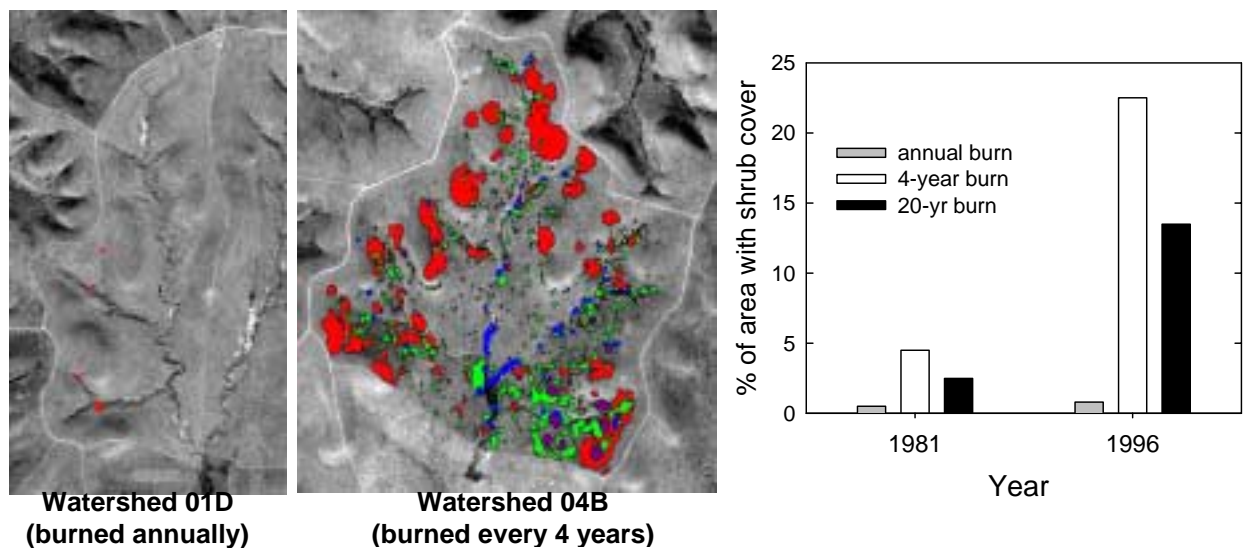 Watershed 01D
(burned annually)
Watershed 04B
(burned every 4 years)
% of area with shrub cover
25
20
15
10
5
0
annual burn
4-year burn
20-yr burn
1981
1996
Year